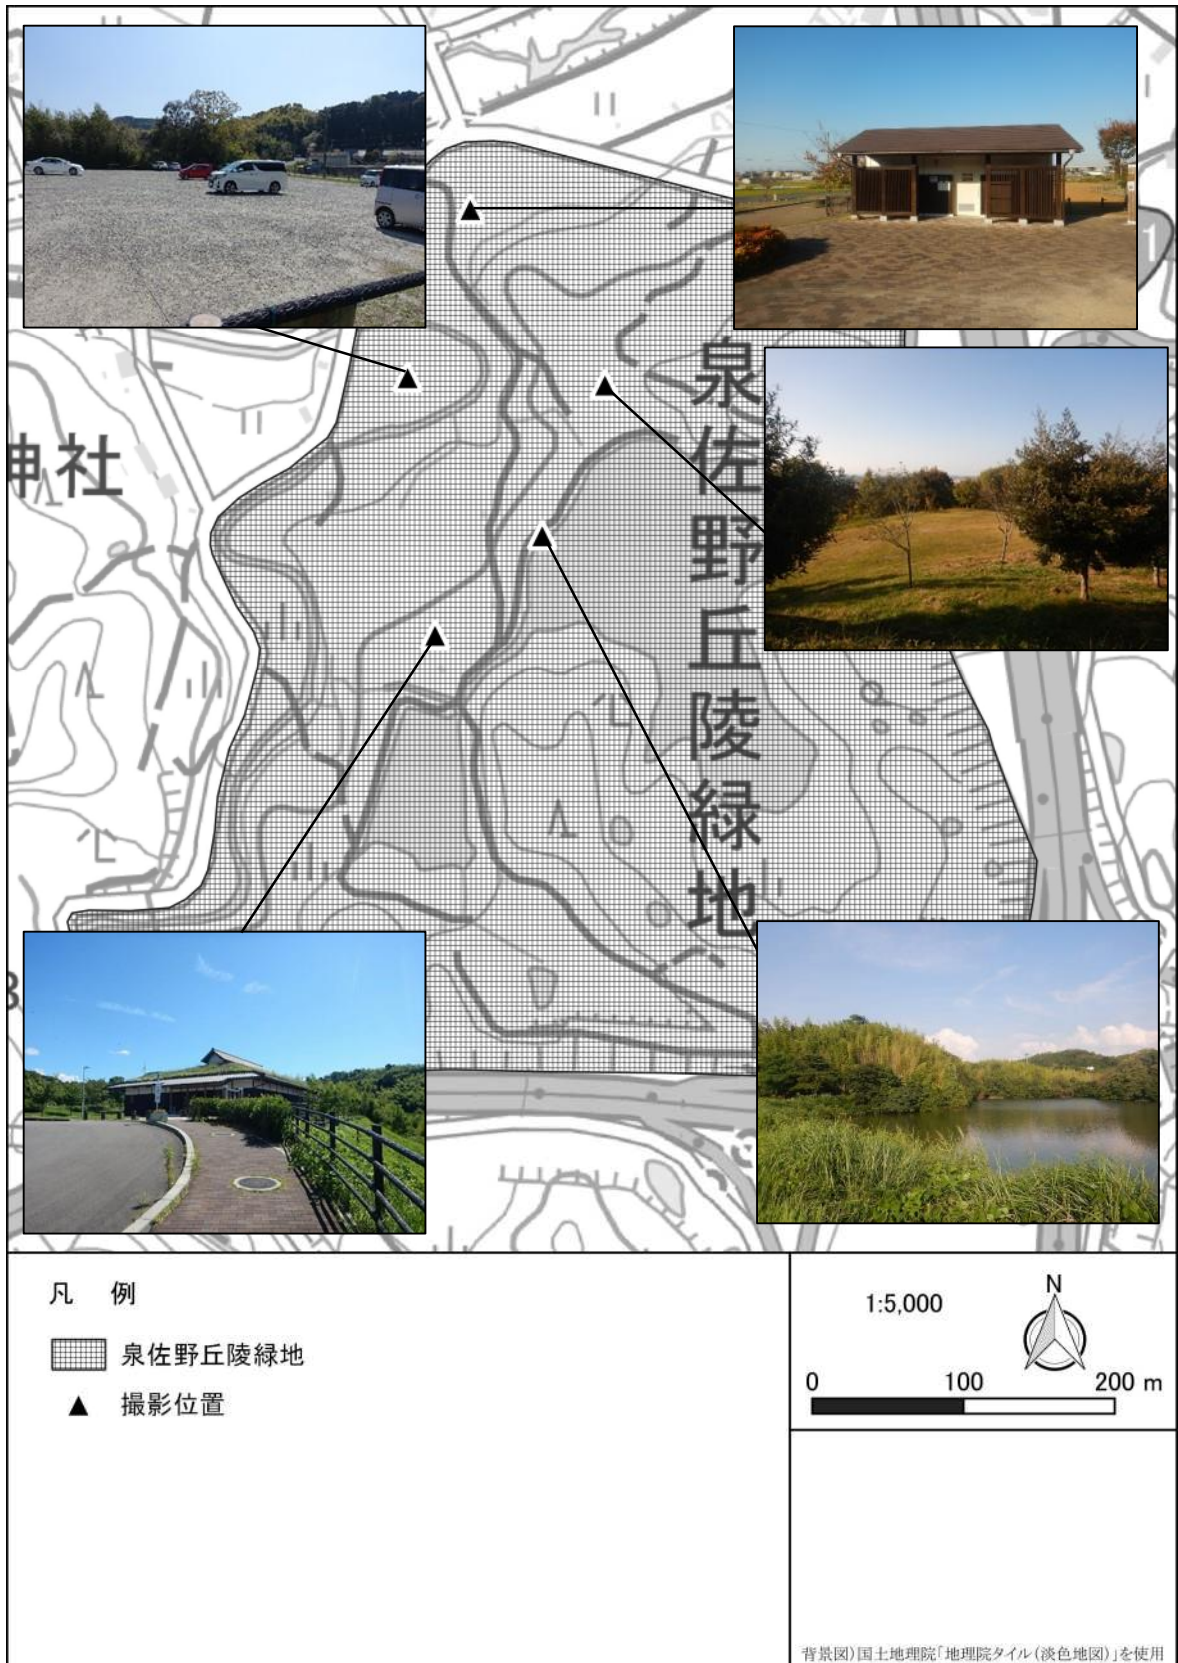 泉佐野丘陵緑地
神社
凡 例
泉佐野丘陵緑地
▲ 撮影位置
1:5,000
N
0 100 200 m
背景図)国土地理院「地理院タイル(淡色地図)」を使用